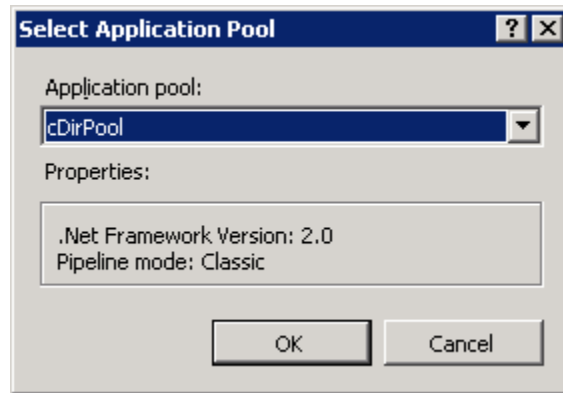 Select Application Pool
Application pool:
cDirPool
Properties:
.Net Framework Version: 2.0
Pipeline mode: Classic
OK Cancel